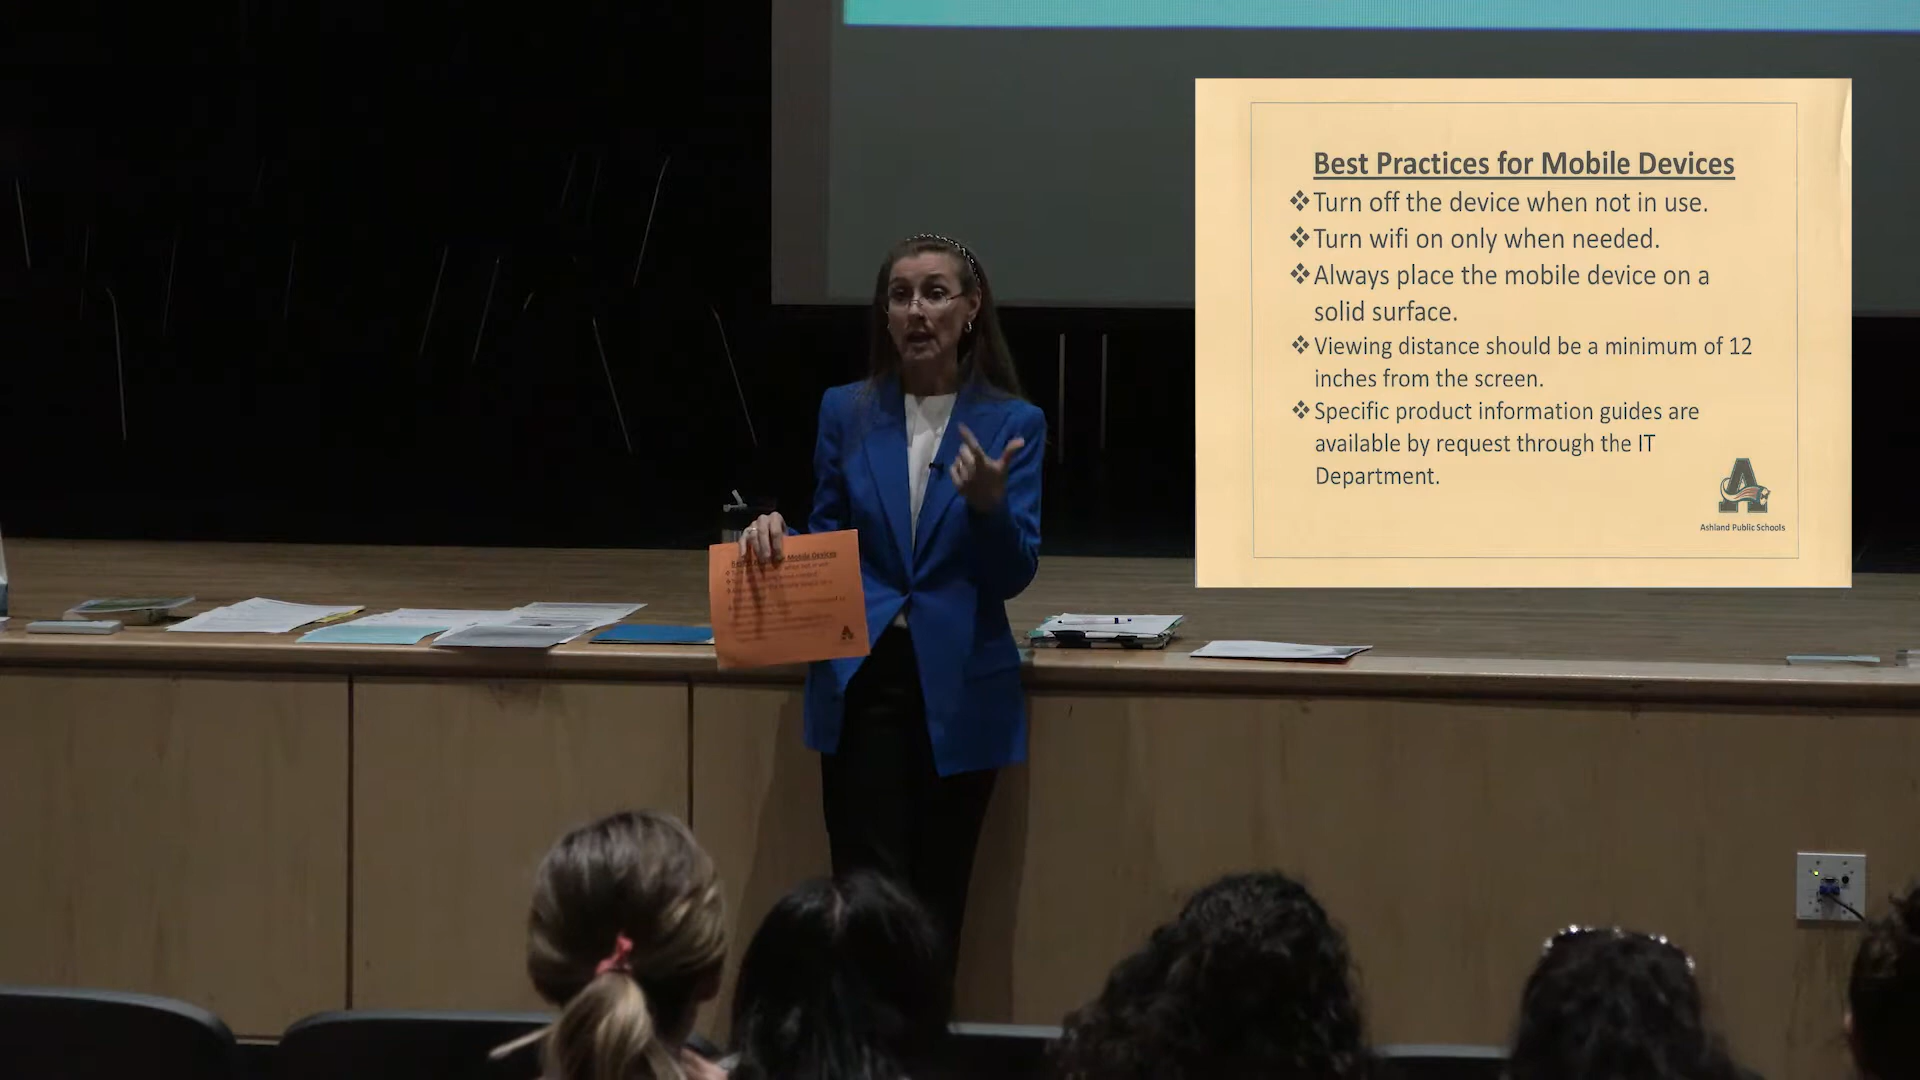 Best Practices for Mobile Devices
❖Turn off the device when not in use.
❖Turn wifi on only when needed.
❖Always place the mobile device on a
solid surface.
❖Viewing distance should be a minimum of 12
inches from the screen.
❖Specific product information guides are
available by request through the IT
Department.
A
Ashland Public Schools
Mobile Devices
A